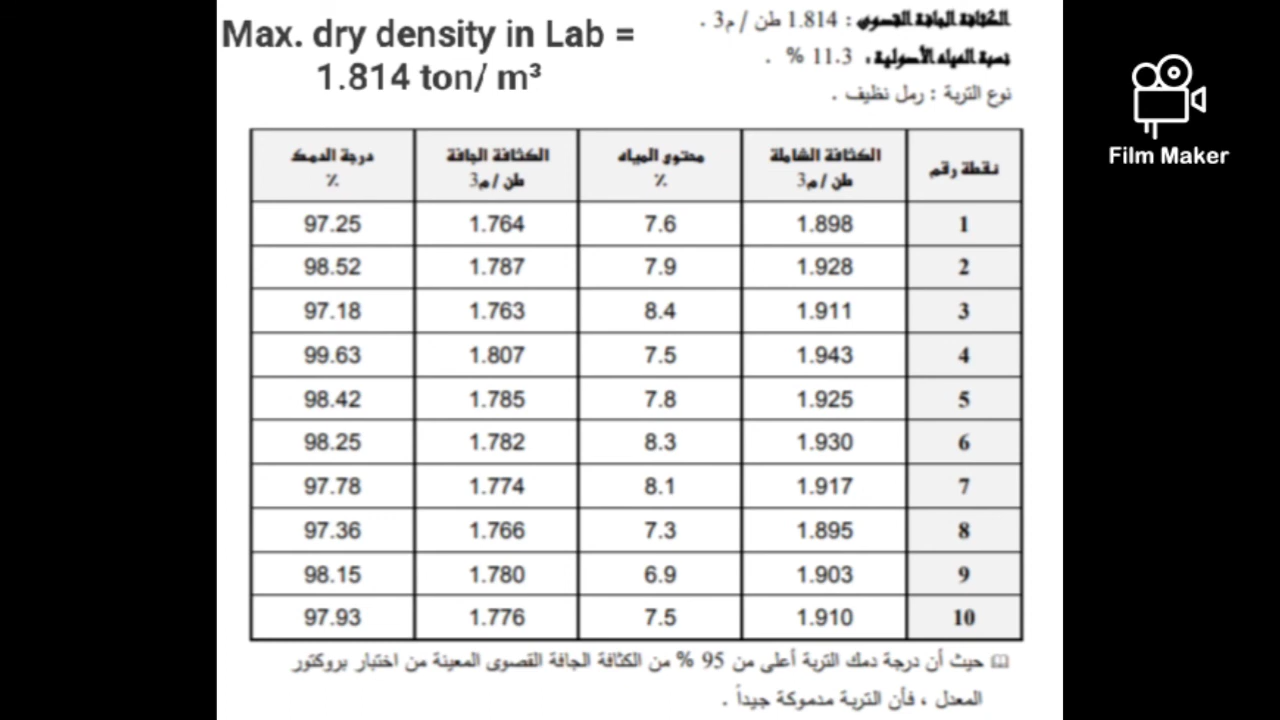 Max. dry density in Lab =
1.814 ton/ m³
الكثافة الجافة القصوى : 1.814 طن / م3 .
نسبة المياه الأصولية : 11.3 % .
نوع التربة : رمل نظيف .
Film Maker
نقطة رقم الكثافة الشاملة طن / م3 محتوى المياه ٪ الكثافة الجافة طن / م3 درجة الدمك ٪
1 1.898 7.6 1.764 97.25
2 1.928 7.9 1.787 98.52
3 1.911 8.4 1.763 97.18
4 1.943 7.5 1.807 99.63
5 1.925 7.8 1.785 98.42
6 1.930 8.3 1.782 98.25
7 1.917 8.1 1.774 97.78
8 1.895 7.3 1.766 97.36
9 1.903 6.9 1.780 98.15
10 1.910 7.5 1.776 97.93
حيث أن درجة دمك التربة أعلى من 95 % من الكثافة الجافة القصوى المعينة من اختبار بروكتور
المعدل ، فأن التربة مدموكة جيداً .